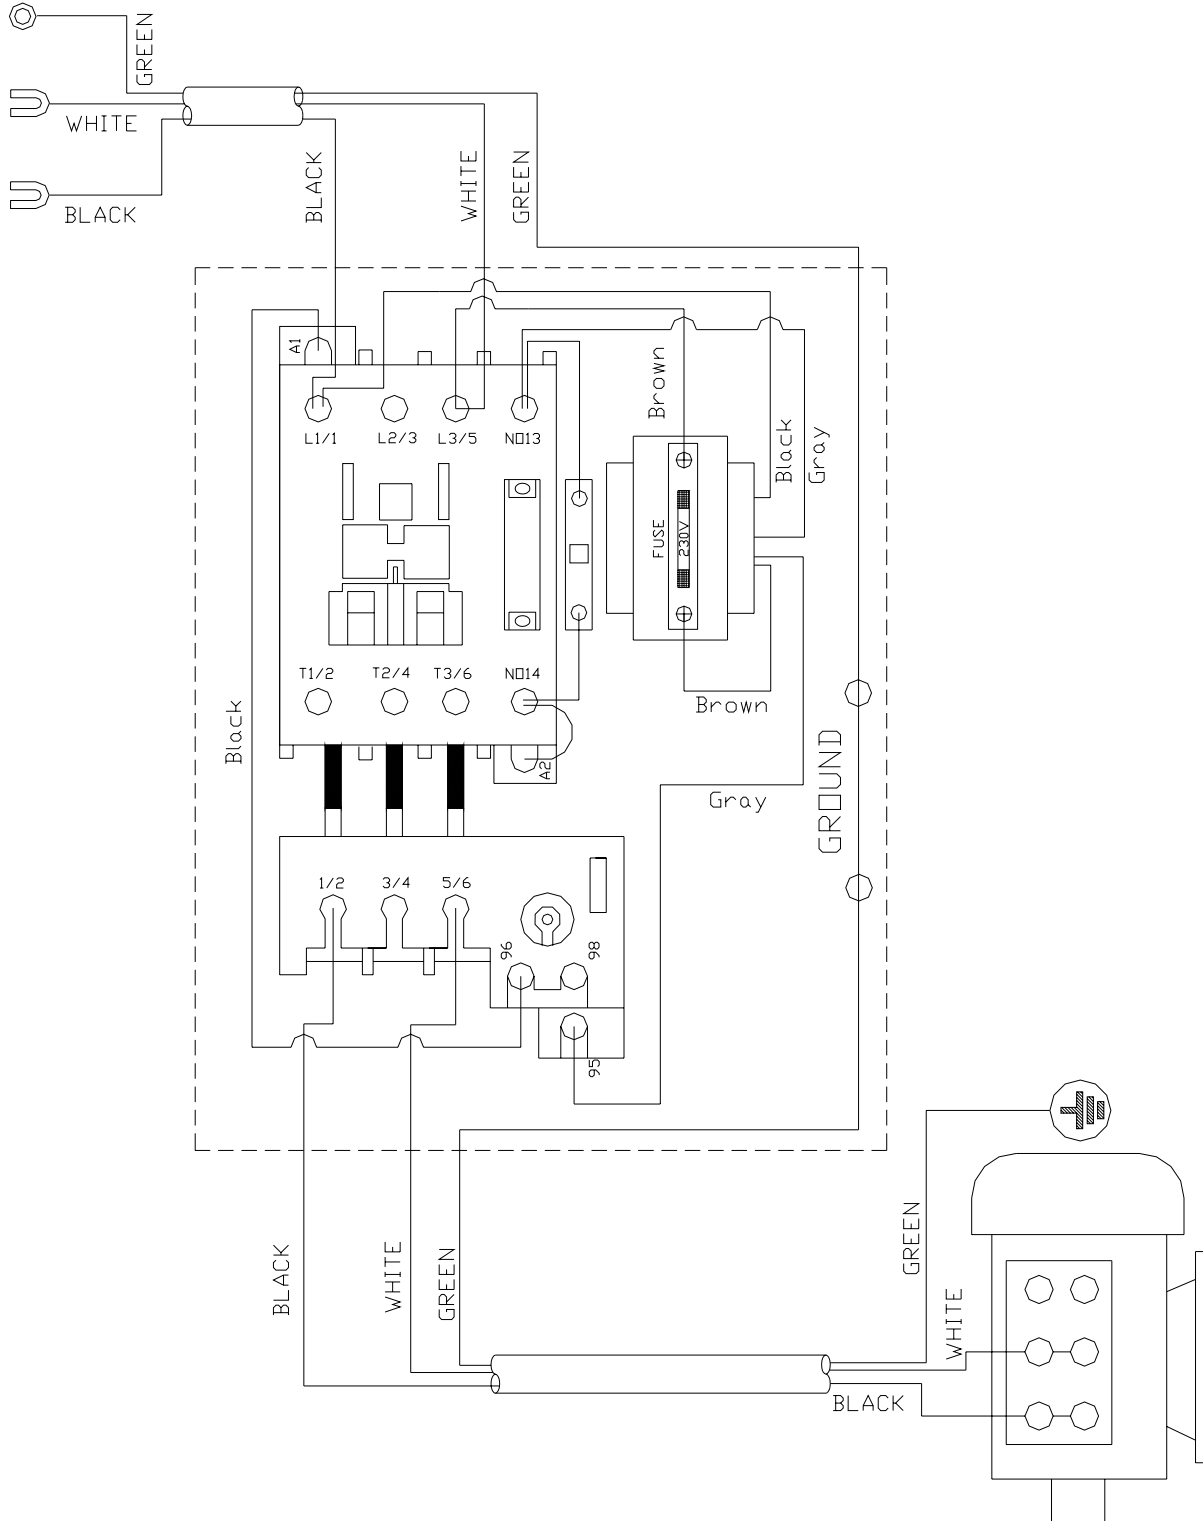 GREEN
WHITE
BLACK
BLACK
WHITE
GREEN
A1
Brown
Black
Gray
L1/1
L2/3
L3/5
NO13
FUSE
230V
T1/2
T2/4
T3/6
NO14
Brown
Black
A2
Gray
GROUND
1/2
3/4
5/6
96
98
95
BLACK
WHITE
GREEN
GREEN
WHITE
BLACK